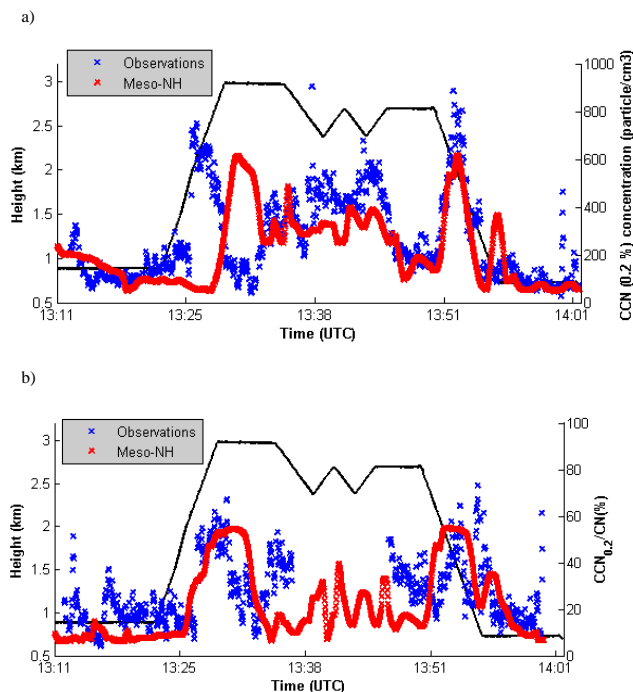 a)
Observations
Meso-NH
Height (km)
3
2.5
2
1.5
1
0.5
1000
800
600
400
200
0
CCN (0.2 %) concentration (particle/cm3)
13:11
13:25
13:38
13:51
14:01
Time (UTC)
b)
Observations
Meso-NH
Height (km)
3
2.5
2
1.5
1
0.5
100
80
60
40
20
0
CCN0.2/CN(%)
13:11
13:25
13:38
13:51
14:01
Time (UTC)